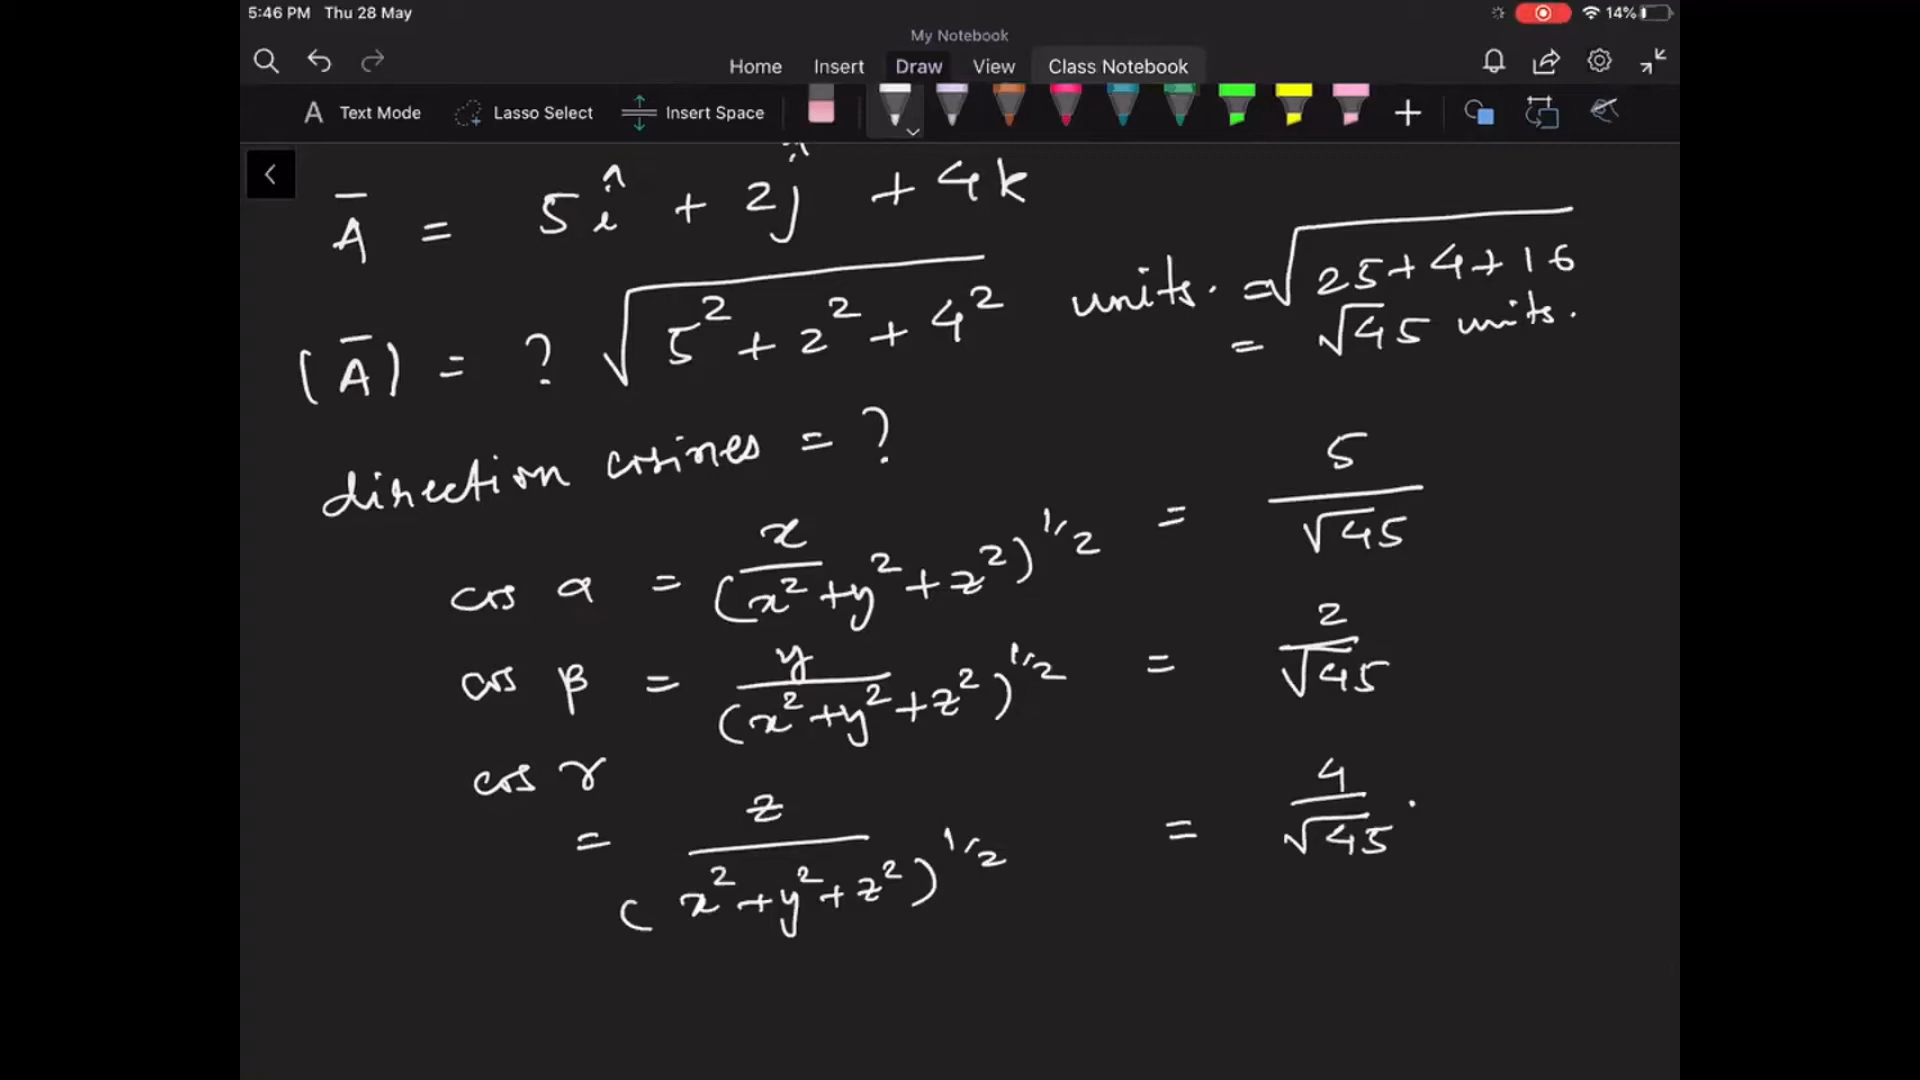 5:46 PM Thu 28 May 14%
My Notebook
Home Insert Draw View Class Notebook
A Text Mode Lasso Select Insert Space
A̅ = 5î + 2ĵ + 4k
(A̅) = ? √(5² + 2² + 4²) units. = √(25+4+16)
= √45 units.
direction cosines = ?
cos α = x/(x²+y²+z²)^1/2 = 5/√45
cos β = y/(x²+y²+z²)^1/2 = 2/√45
cos γ
= z/(x²+y²+z²)^1/2 = 4/√45 .